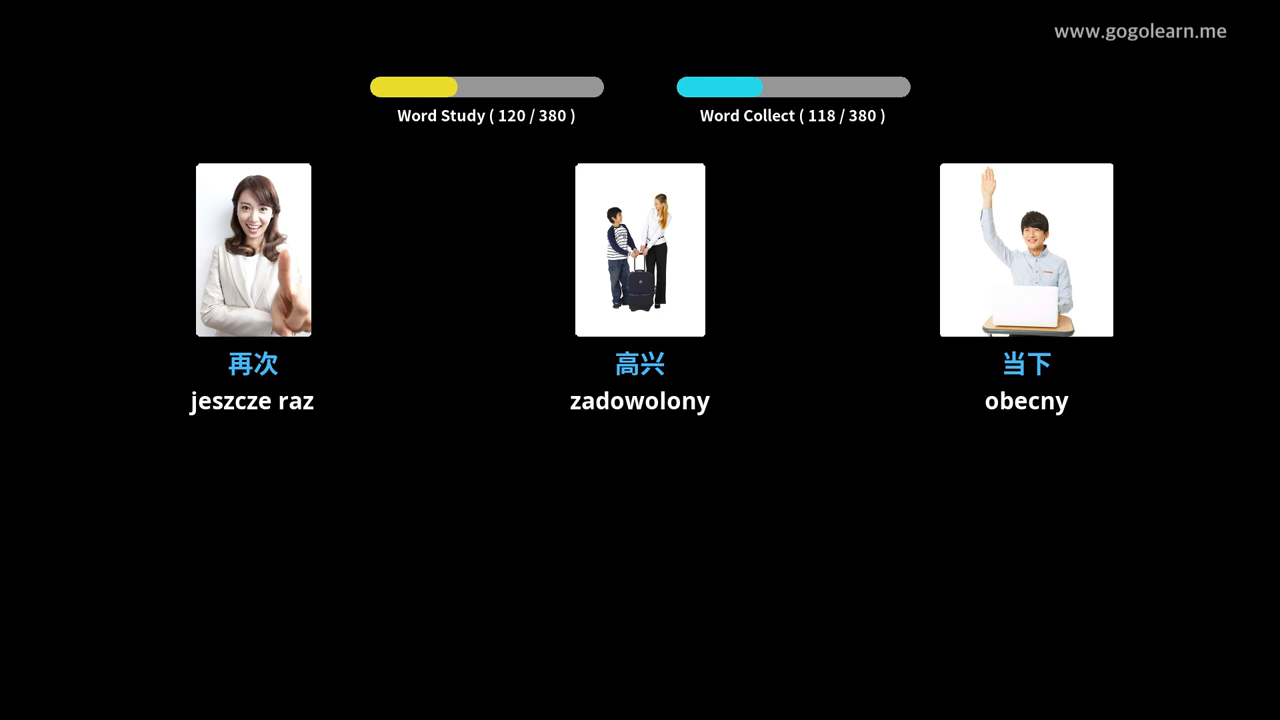 www.gogolearn.me
Word Study ( 120 / 380 )
Word Collect ( 118 / 380 )
再次
高兴
当下
jeszcze raz
zadowolony
obecny